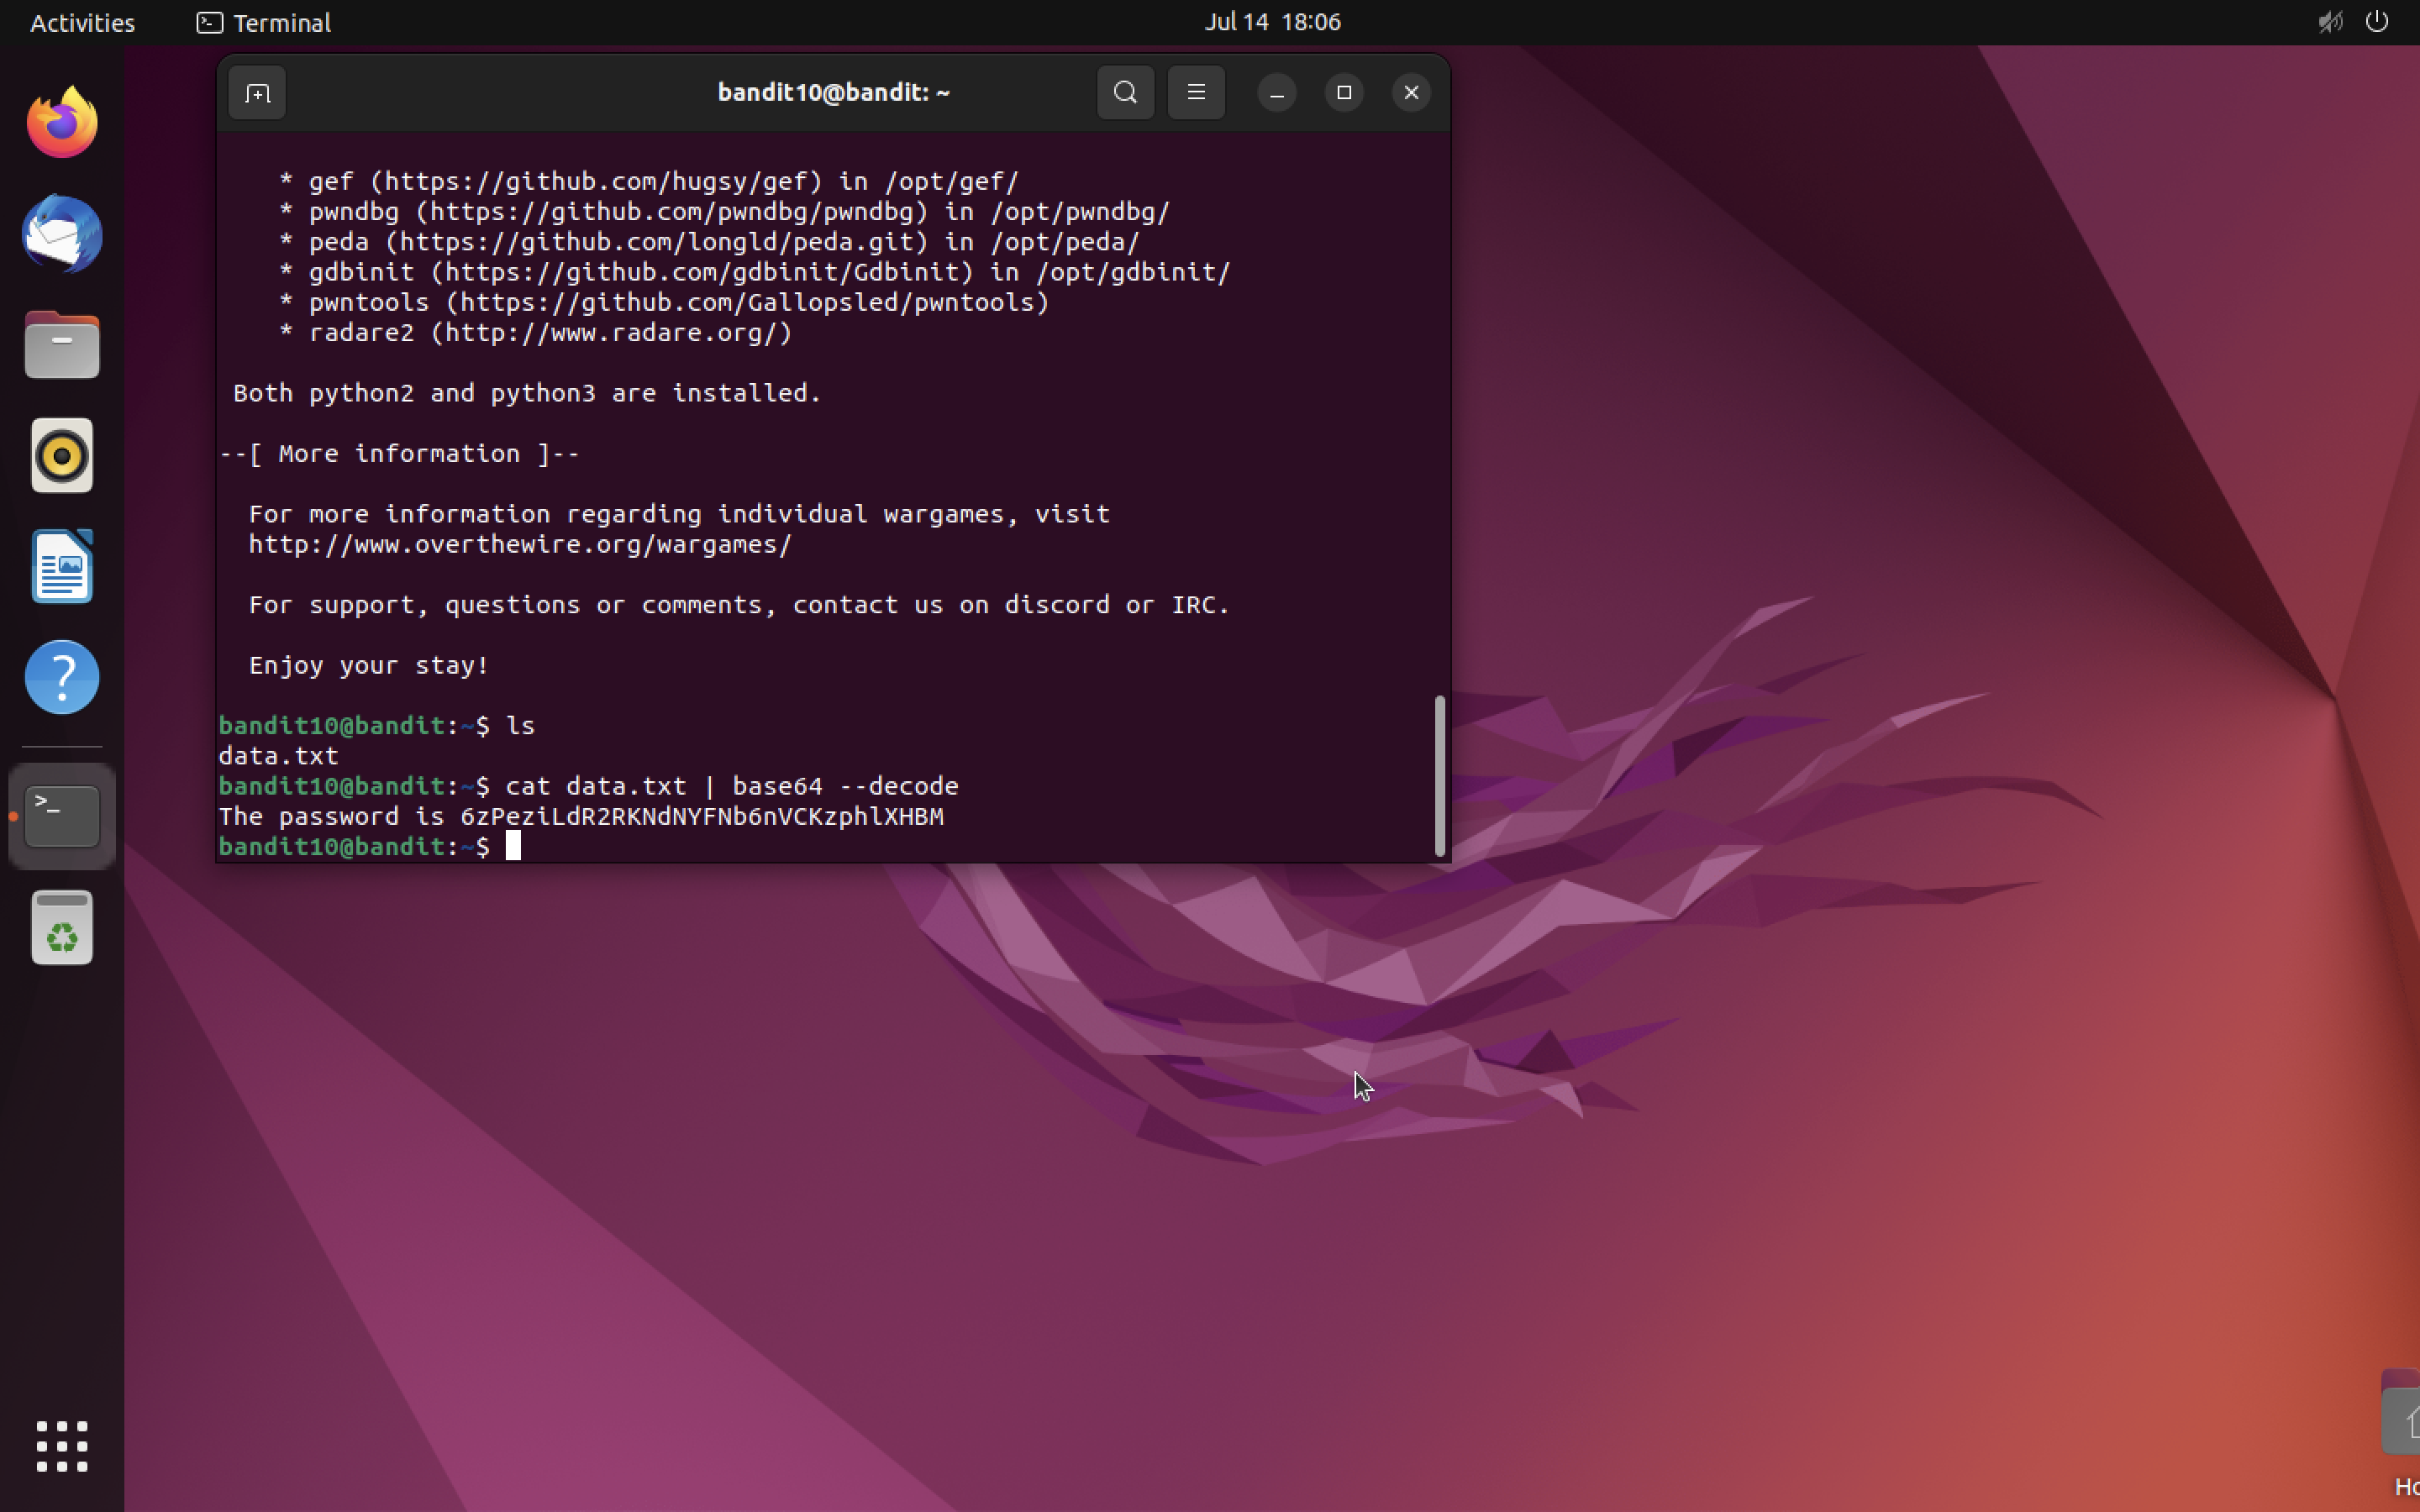 Activities
Terminal
Jul 14 18:06
bandit10@bandit: ~
* gef (https://github.com/hugsy/gef) in /opt/gef/
* pwndbg (https://github.com/pwndbg/pwndbg) in /opt/pwndbg/
* peda (https://github.com/longld/peda.git) in /opt/peda/
* gdbinit (https://github.com/gdbinit/Gdbinit) in /opt/gdbinit/
* pwntools (https://github.com/Gallopsled/pwntools)
* radare2 (http://www.radare.org/)
Both python2 and python3 are installed.
--[ More information ]--
For more information regarding individual wargames, visit
http://www.overthewire.org/wargames/
For support, questions or comments, contact us on discord or IRC.
Enjoy your stay!
bandit10@bandit:~$ ls
data.txt
bandit10@bandit:~$ cat data.txt | base64 --decode
The password is 6zPeziLdR2RKNdNYFNb6nVCKzphlXHBM
bandit10@bandit:~$